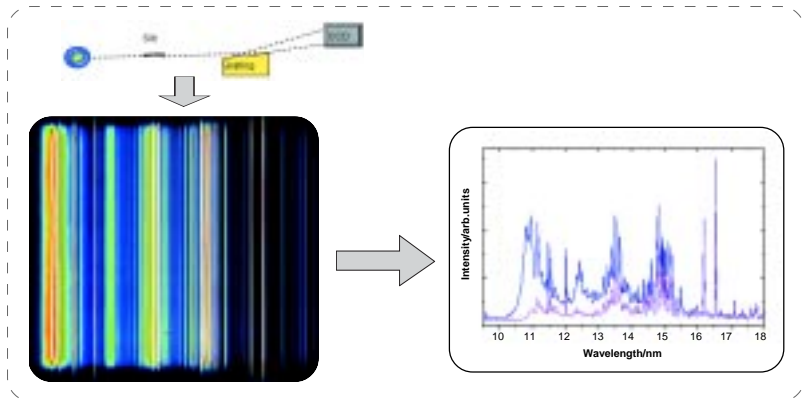 Slit
CCD
grating
Intensity/arb.units
10 11 12 13 14 15 16 17 18
Wavelength/nm